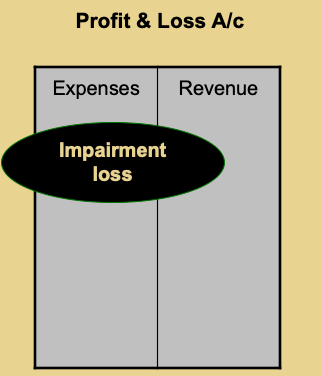 Profit & Loss A/c
Expenses Revenue
Impairment
loss